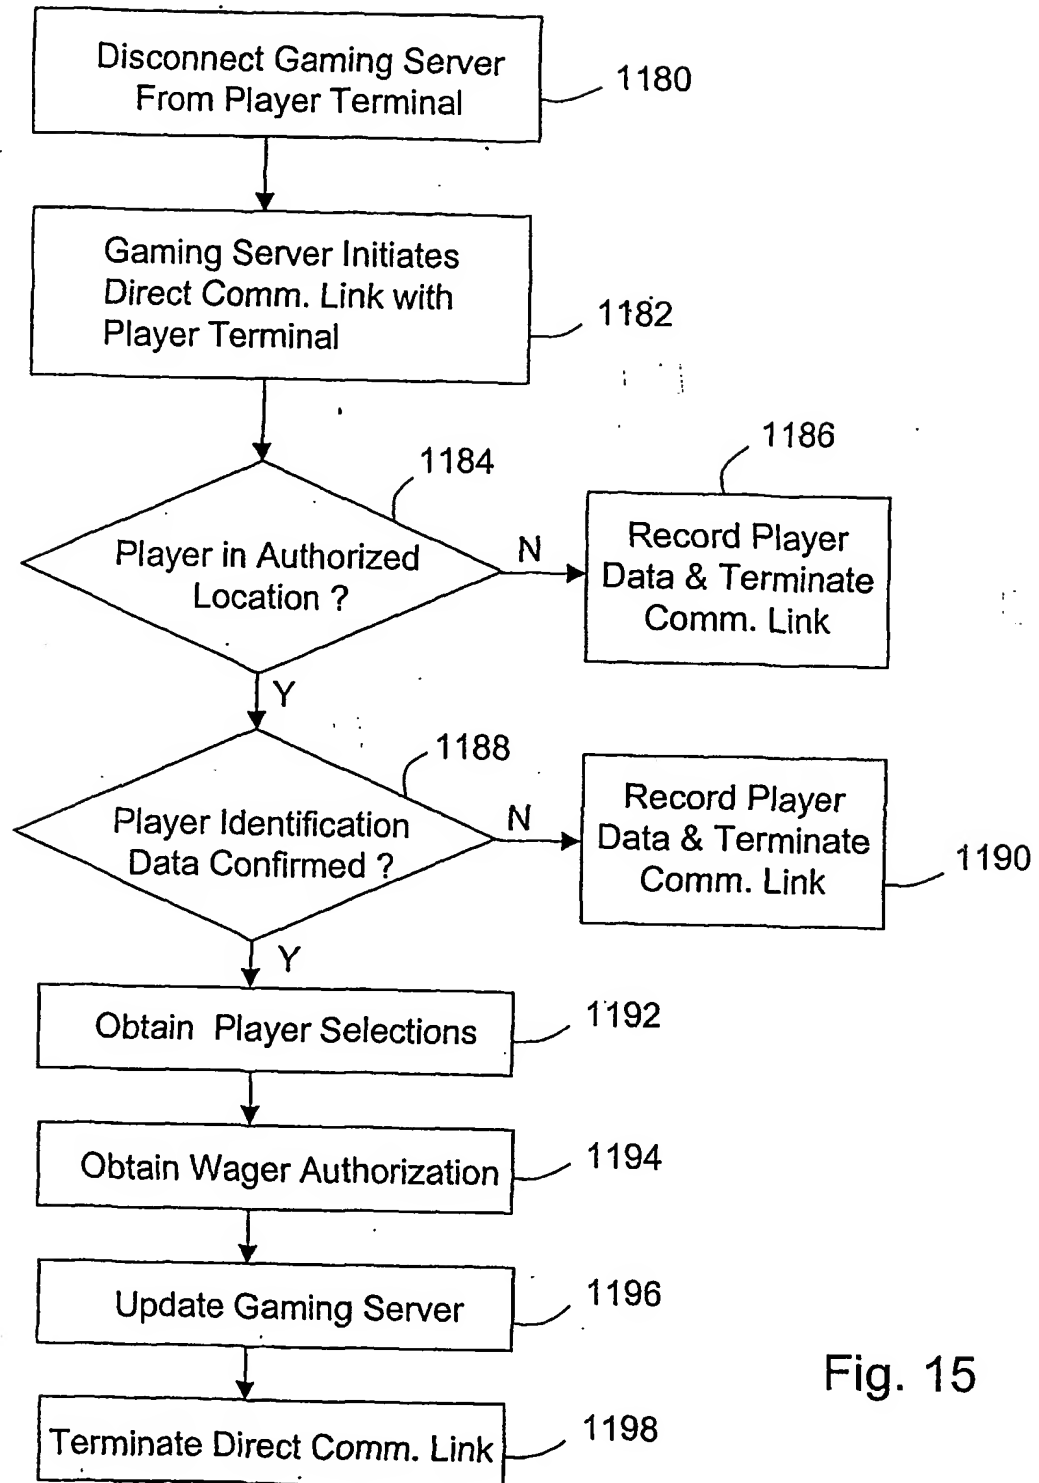 Disconnect Gaming Server
From Player Terminal
1180
Gaming Server Initiates
Direct Comm. Link with
Player Terminal
1182
1184
Player in Authorized
Location ?
N
1186
Record Player
Data & Terminate
Comm. Link
Y
1188
Player Identification
Data Confirmed ?
N
Record Player
Data & Terminate
Comm. Link
1190
Y
Obtain Player Selections
1192
Obtain Wager Authorization
1194
Update Gaming Server
1196
Terminate Direct Comm. Link
1198
Fig. 15